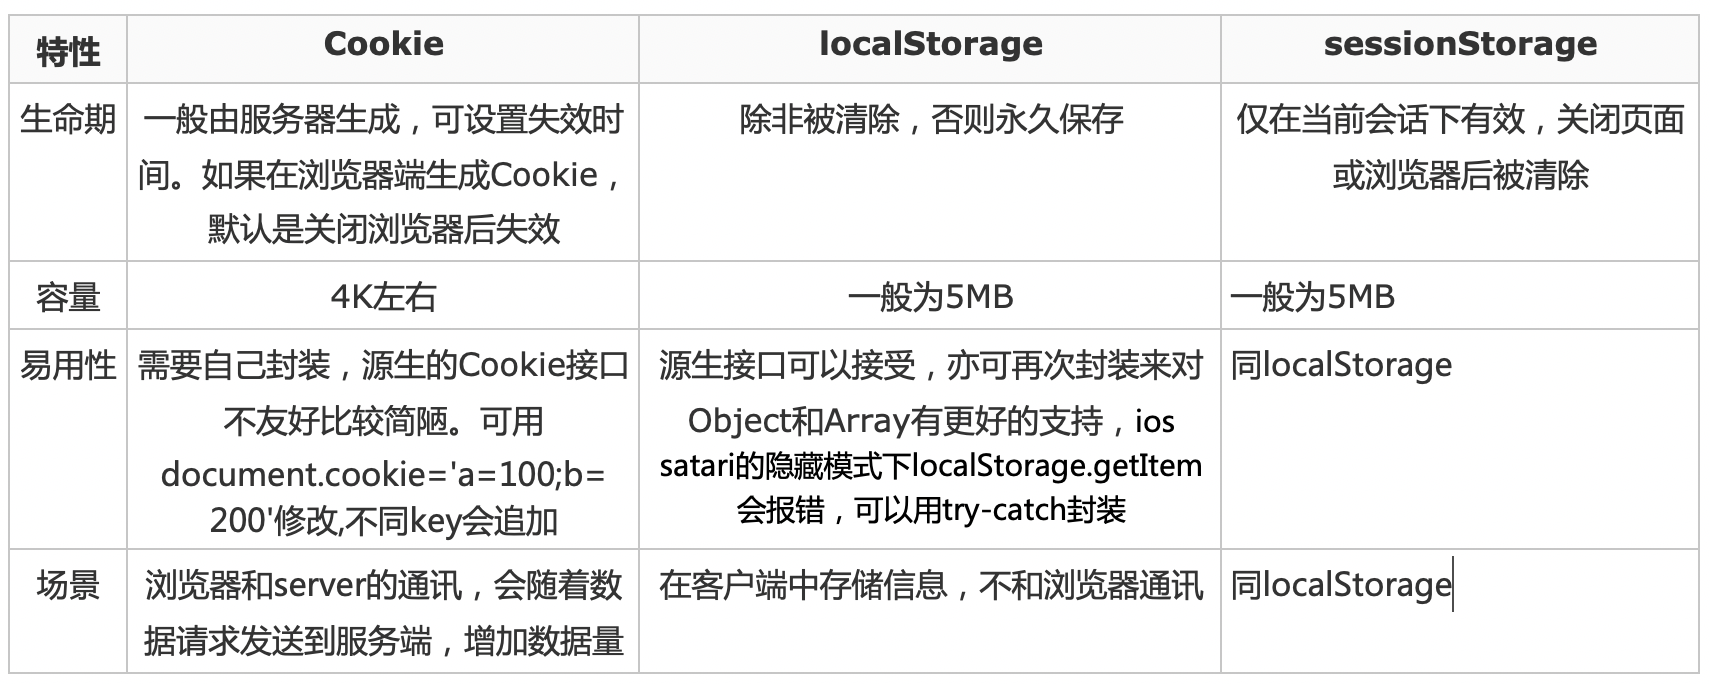 特性
Cookie
localStorage
sessionStorage
生命期
一般由服务器生成，可设置失效时
间。如果在浏览器端生成Cookie，
默认是关闭浏览器后失效
除非被清除，否则永久保存
仅在当前会话下有效，关闭页面
或浏览器后被清除
容量
4K左右
一般为5MB
一般为5MB
易用性
需要自己封装，源生的Cookie接口
不友好比较简陋。可用
document.cookie='a=100;b=
200'修改,不同key会追加
源生接口可以接受，亦可再次封装来对
Object和Array有更好的支持，ios
satari的隐藏模式下localStorage.getItem
会报错，可以用try-catch封装
同localStorage
场景
浏览器和server的通讯，会随着数
据请求发送到服务端，增加数据量
在客户端中存储信息，不和浏览器通讯
同localStorage